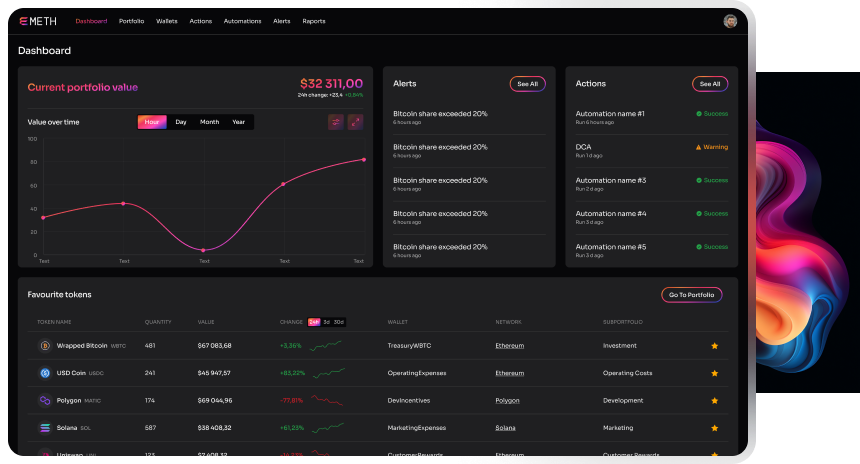 METH Dashboard Portfolio Wallets Actions Automations Alerts Reports
Dashboard
Current portfolio value
$32 311,00
24h change: +23,4 +0,64%
Value over time
Hour Day Month Year
100
80
60
40
20
0
Text Text Text Text Text
Alerts See All
Bitcoin share exceeded 20%
6 hours ago
Bitcoin share exceeded 20%
6 hours ago
Bitcoin share exceeded 20%
6 hours ago
Bitcoin share exceeded 20%
6 hours ago
Bitcoin share exceeded 20%
6 hours ago
Actions See All
Automation name #1 Success
Run 6 hours ago
DCA Warning
Run 1 d ago
Automation name #3 Success
Run 2 d ago
Automation name #4 Success
Run 3 d ago
Automation name #5 Success
Run 3 d ago
Favourite tokens Go To Portfolio
TOKEN NAME QUANTITY VALUE CHANGE 24h 3d 30d WALLET NETWORK SUBPORTFOLIO
Wrapped Bitcoin WBTC 481 $67 083,68 +3,36% TreasuryWBTC Ethereum Investment
USD Coin USDC 241 $45 947,57 +83,22% OperatingExpenses Ethereum Operating Costs
Polygon MATIC 174 $69 044,96 -77,81% DevIncentives Polygon Development
Solana SOL 587 $38 408,32 +61,23% MarketingExpenses Solana Marketing
Uniswap UNI 123 $7 408,32 CustomerRewards Ethereum Customer Rewards